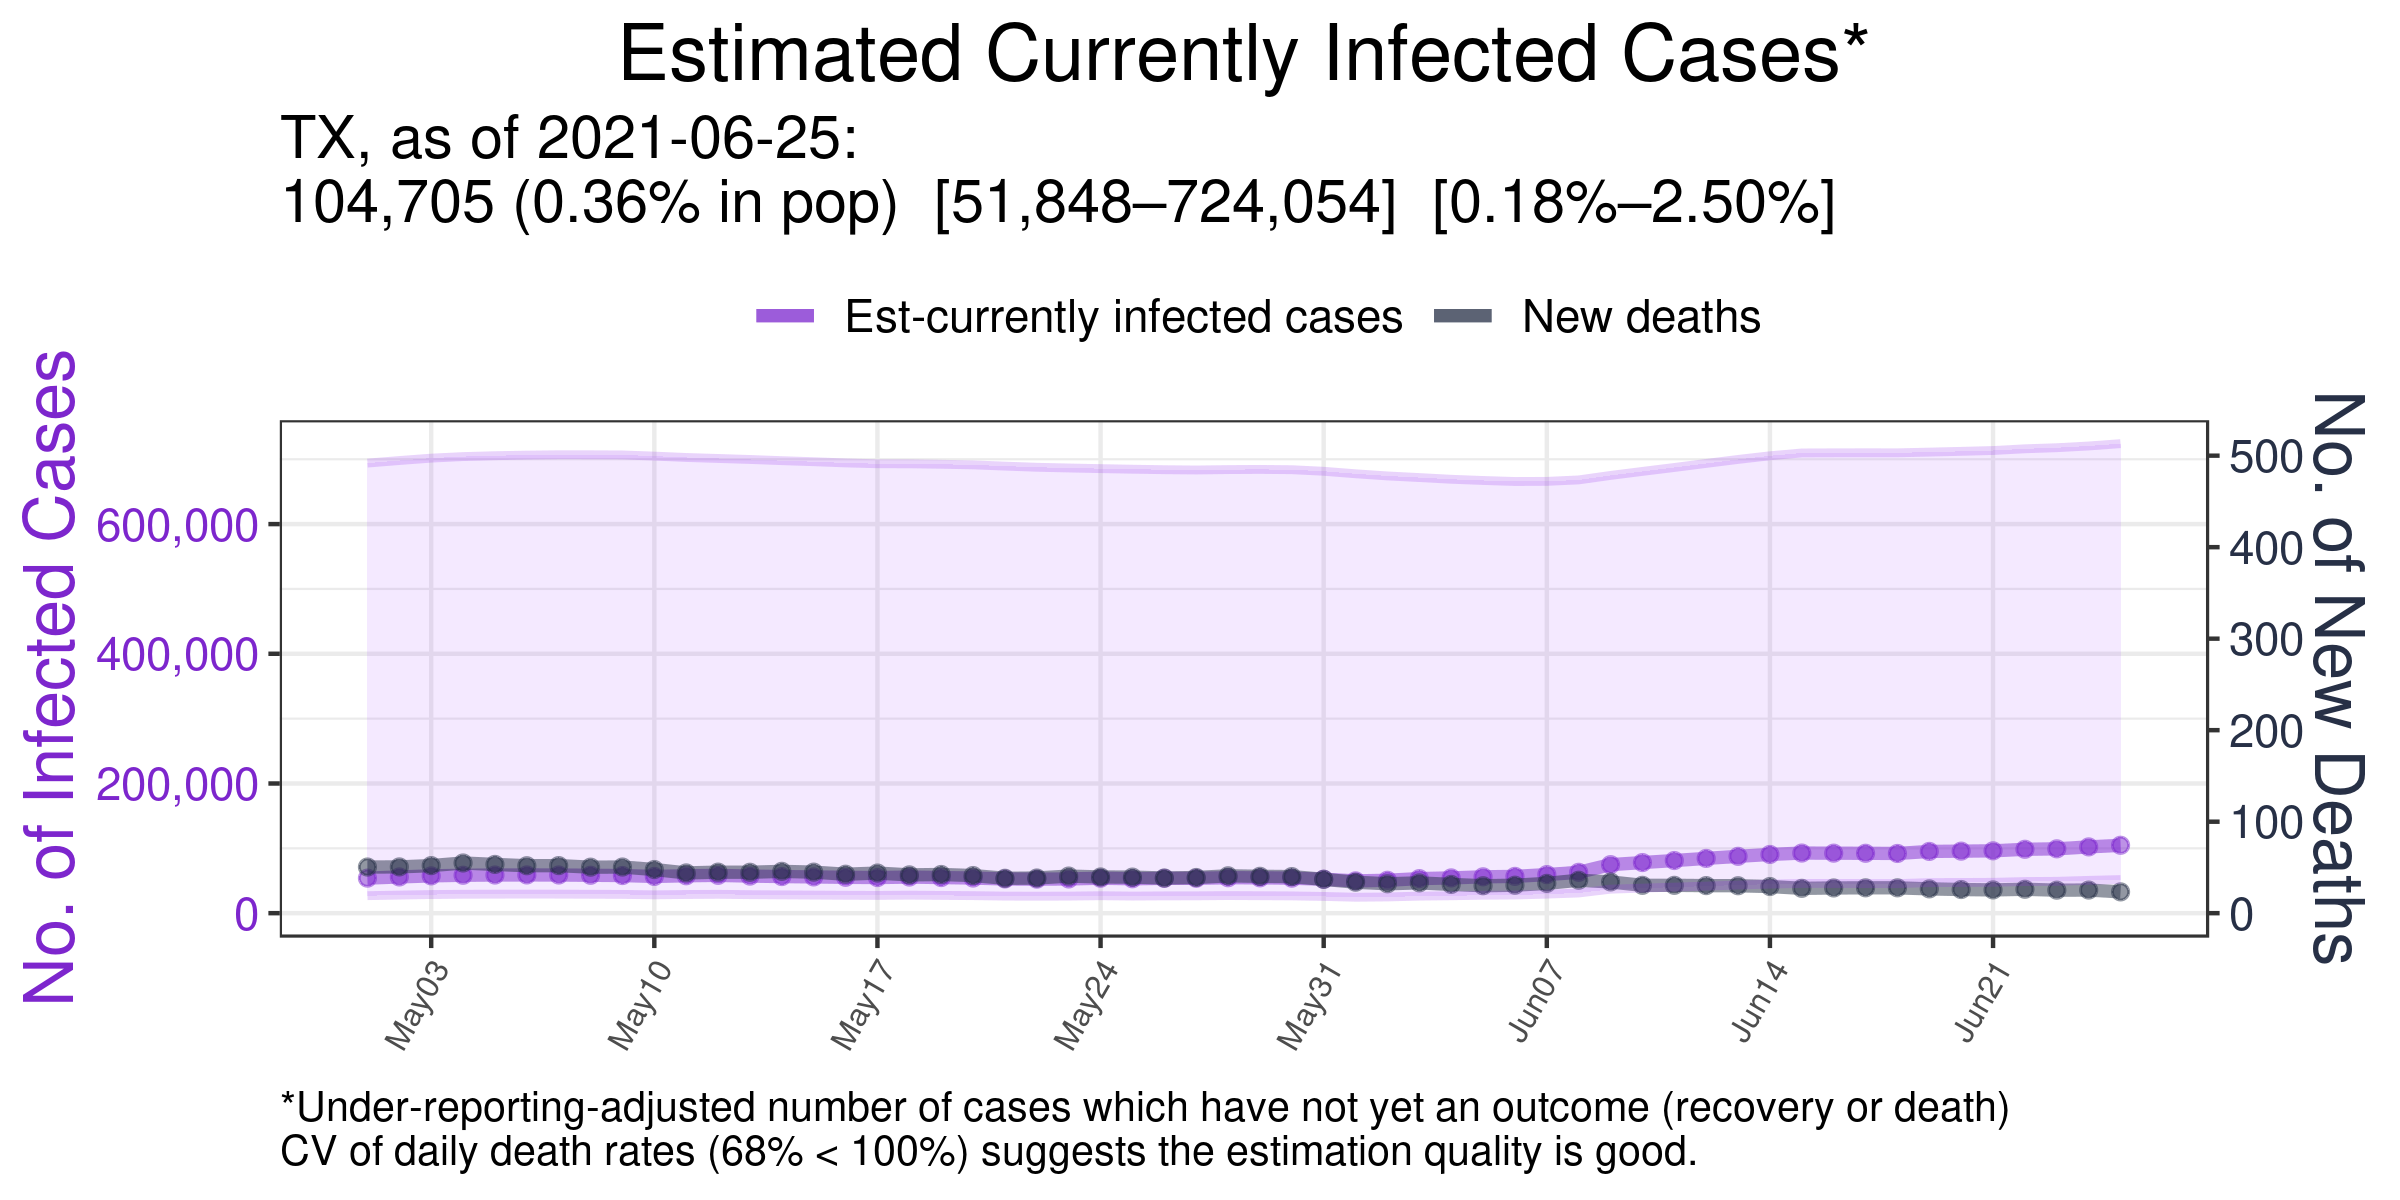 Estimated Currently Infected Cases*
TX, as of 2021-06-25:
104,705 (0.36% in pop)  [51,848–724,054]  [0.18%–2.50%]
Est-currently infected cases
New deaths
No. of Infected Cases
600,000
400,000
200,000
0
500
400
300
200
100
0
No. of New Deaths
May03
May10
May17
May24
May31
Jun07
Jun14
Jun21
*Under-reporting-adjusted number of cases which have not yet an outcome (recovery or death)
CV of daily death rates (68% < 100%) suggests the estimation quality is good.